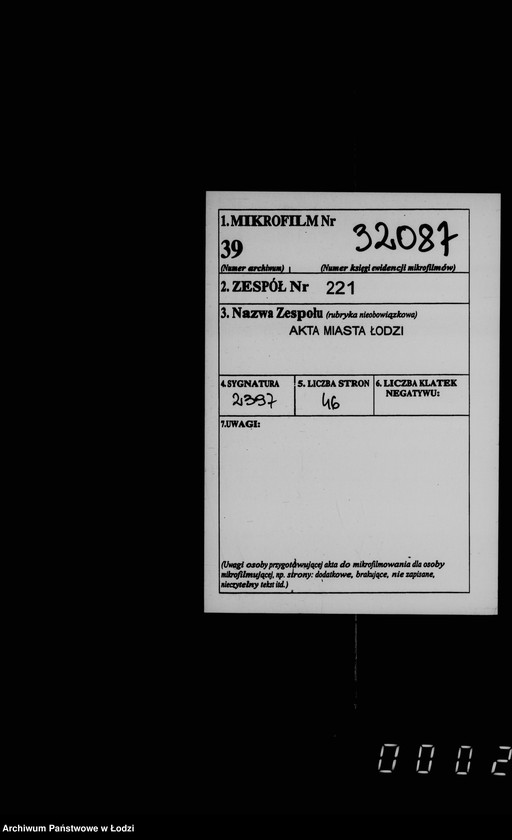 1. MIKROFILM Nr
39 32087
(Numer archiwum) (Numer księgi ewidencji mikrofilmów)
2. ZESPÓŁ Nr 221
3. Nazwa Zespołu (rubryka nieobowiązkowa)
AKTA MIASTA ŁODZI
4. SYGNATURA 5. LICZBA STRON 6. LICZBA KLATEK NEGATYWU:
2397 46
7. UWAGI:
(Uwagi osoby przygotowującej akta do mikrofilmowania dla osoby
mikrofilmującej, np. strony: dodatkowe, brakujące, nie zapisane,
nieczytelny tekst itd.)
0002
Archiwum Państwowe w Łodzi